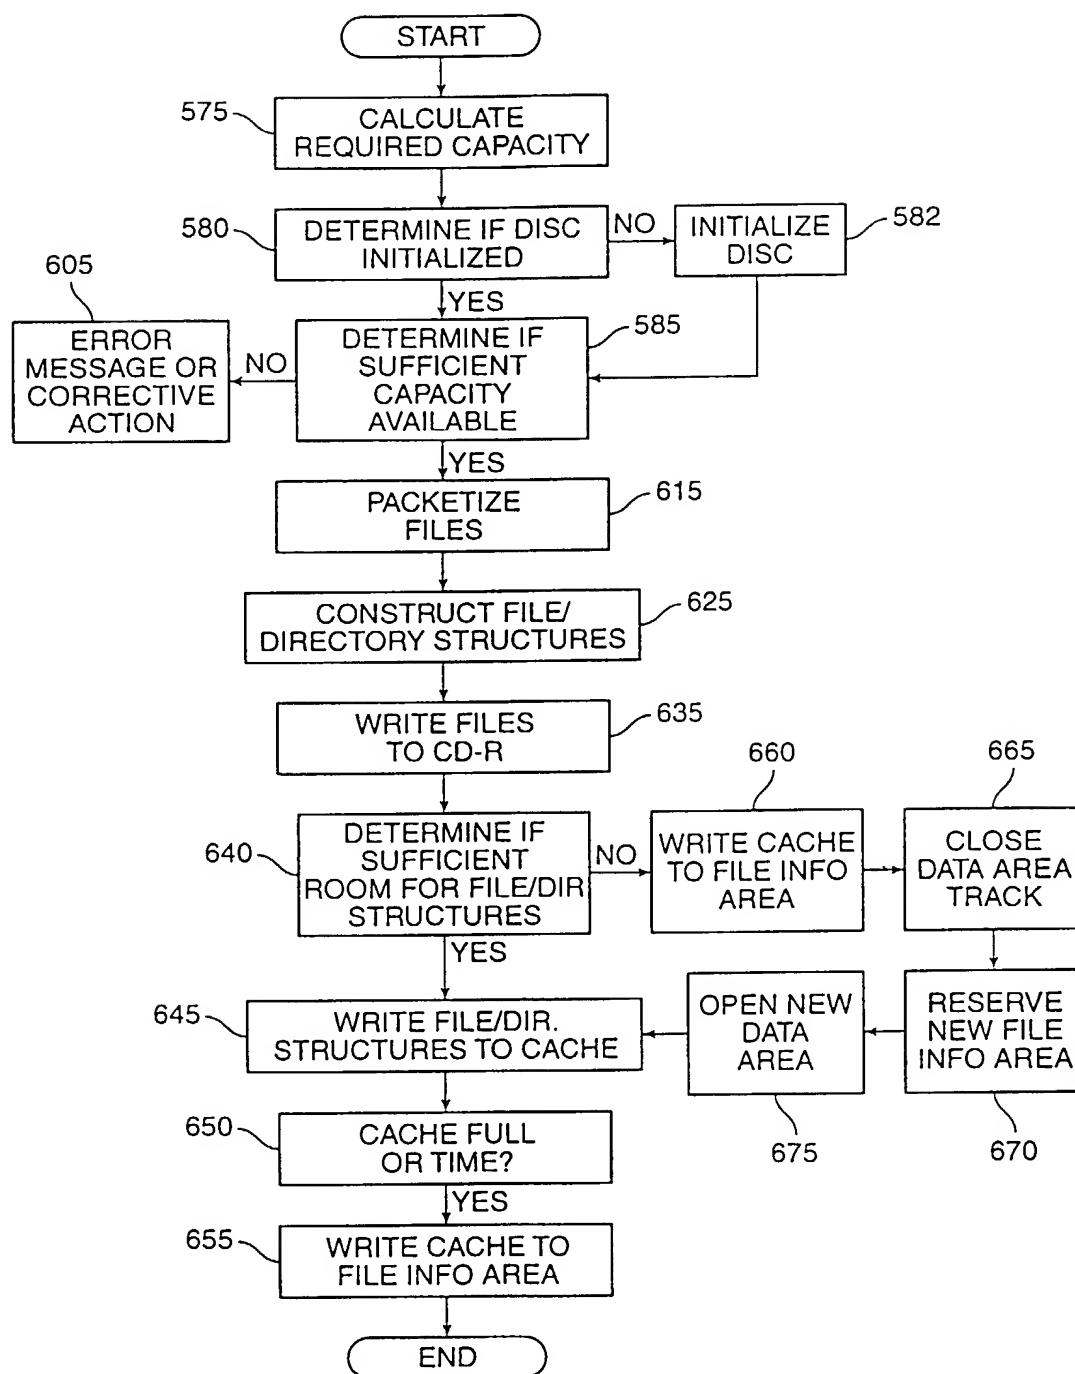 START
575
CALCULATE
REQUIRED CAPACITY
580
DETERMINE IF DISC
INITIALIZED
NO
INITIALIZE
DISC
582
YES
605
ERROR
MESSAGE OR
CORRECTIVE
ACTION
NO
DETERMINE IF
SUFFICIENT
CAPACITY
AVAILABLE
585
YES
PACKETIZE
FILES
615
CONSTRUCT FILE/
DIRECTORY STRUCTURES
625
WRITE FILES
TO CD-R
635
640
DETERMINE IF
SUFFICIENT
ROOM FOR FILE/DIR
STRUCTURES
NO
660
WRITE CACHE
TO FILE INFO
AREA
665
CLOSE
DATA AREA
TRACK
YES
645
WRITE FILE/DIR.
STRUCTURES TO CACHE
OPEN NEW
DATA
AREA
675
RESERVE
NEW FILE
INFO AREA
670
650
CACHE FULL
OR TIME?
YES
655
WRITE CACHE TO
FILE INFO AREA
END